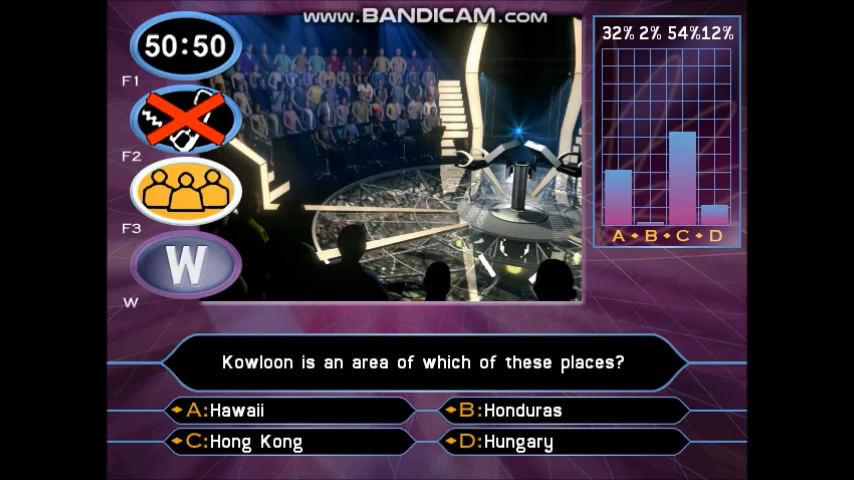 www.BANDICAM.com
50:50
F1
F2
F3
W
W
32% 2% 54% 12%
A B C D
Kowloon is an area of which of these places?
A:Hawaii
B:Honduras
C:Hong Kong
D:Hungary